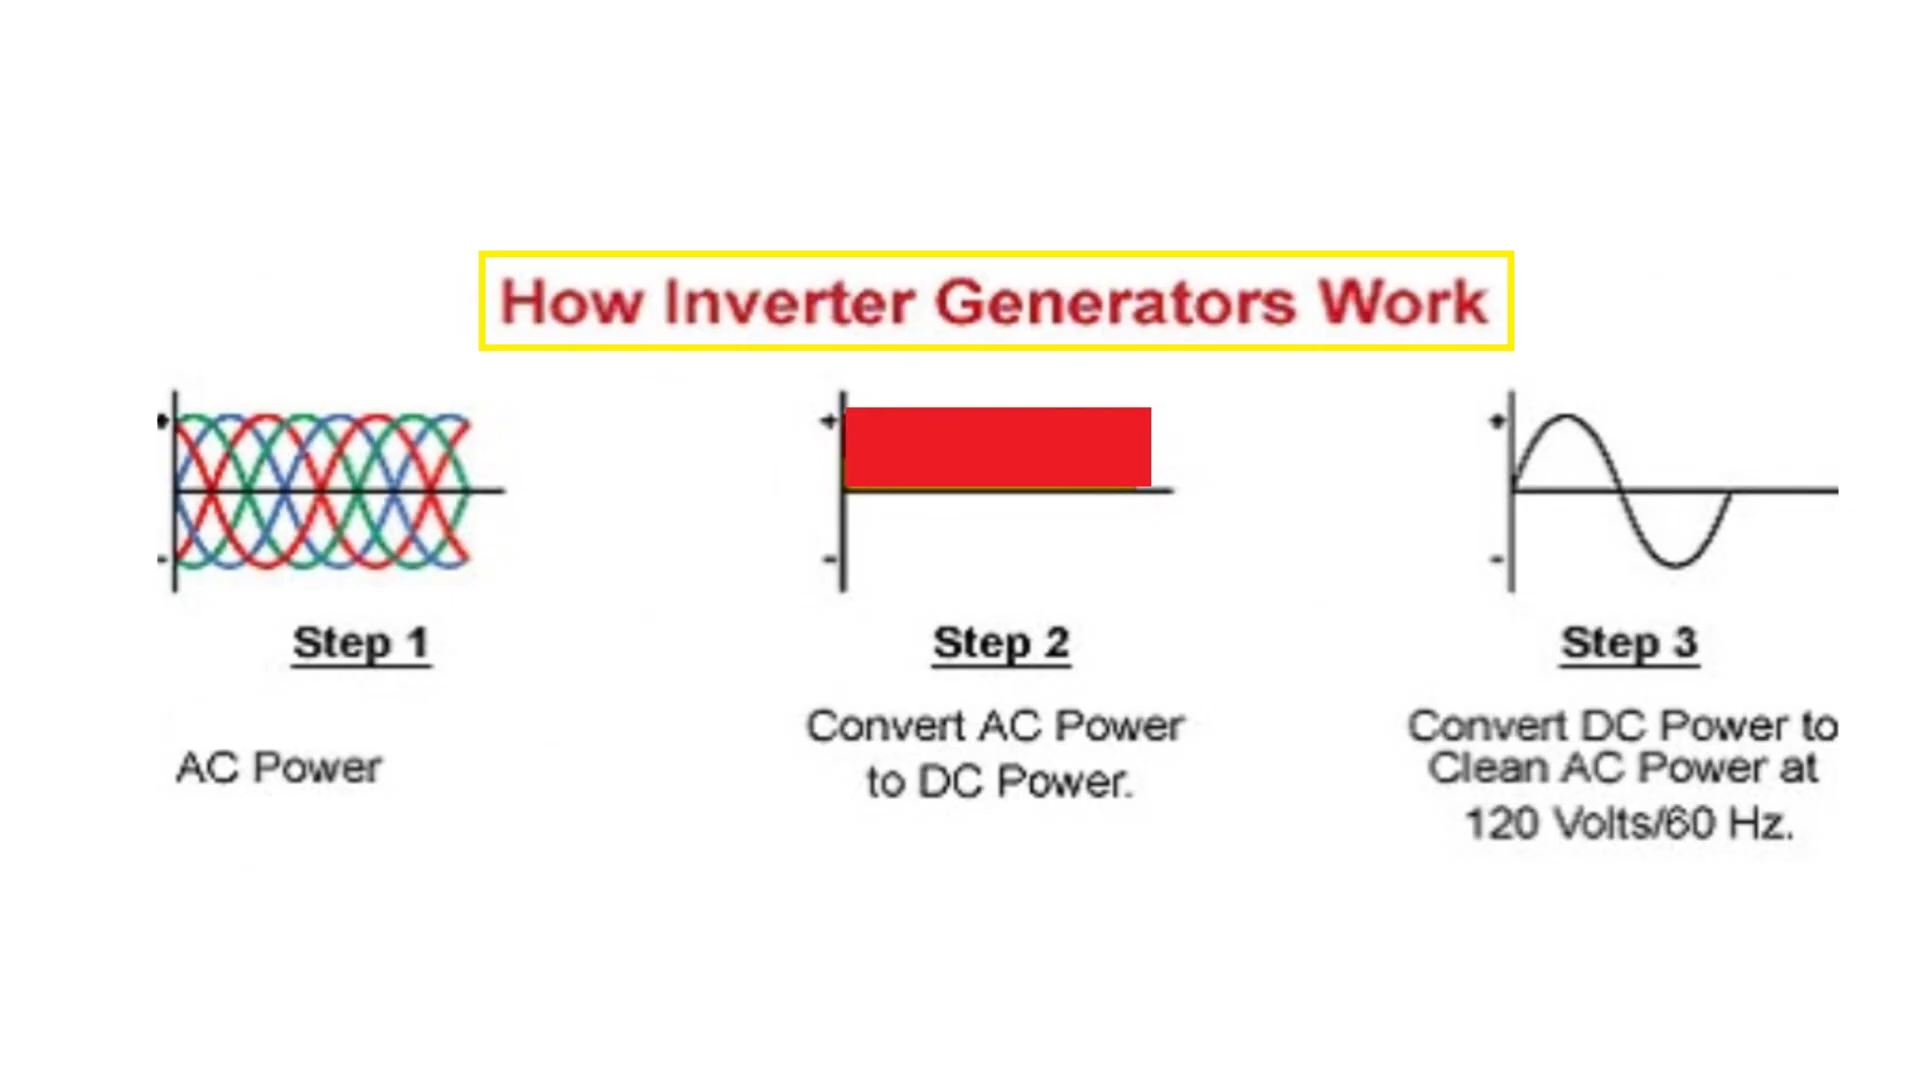 How Inverter Generators Work
+
-
Step 1
AC Power
+
-
Step 2
Convert AC Power
to DC Power.
+
-
Step 3
Convert DC Power to
Clean AC Power at
120 Volts/60 Hz.